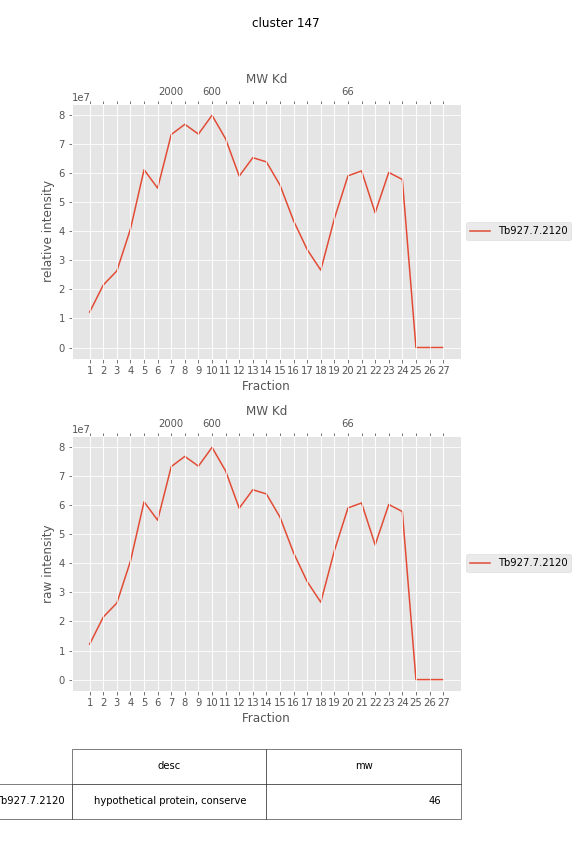 cluster 147
MW Kd
1e7
2000 600 66
8
7
6
5
4
3
2
1
0
relative intensity
Tb927.7.2120
1 2 3 4 5 6 7 8 9 10 11 12 13 14 15 16 17 18 19 20 21 22 23 24 25 26 27
Fraction
MW Kd
1e7
2000 600 66
8
7
6
5
4
3
2
1
0
raw intensity
Tb927.7.2120
1 2 3 4 5 6 7 8 9 10 11 12 13 14 15 16 17 18 19 20 21 22 23 24 25 26 27
Fraction
desc mw
b927.7.2120 hypothetical protein, conserve 46